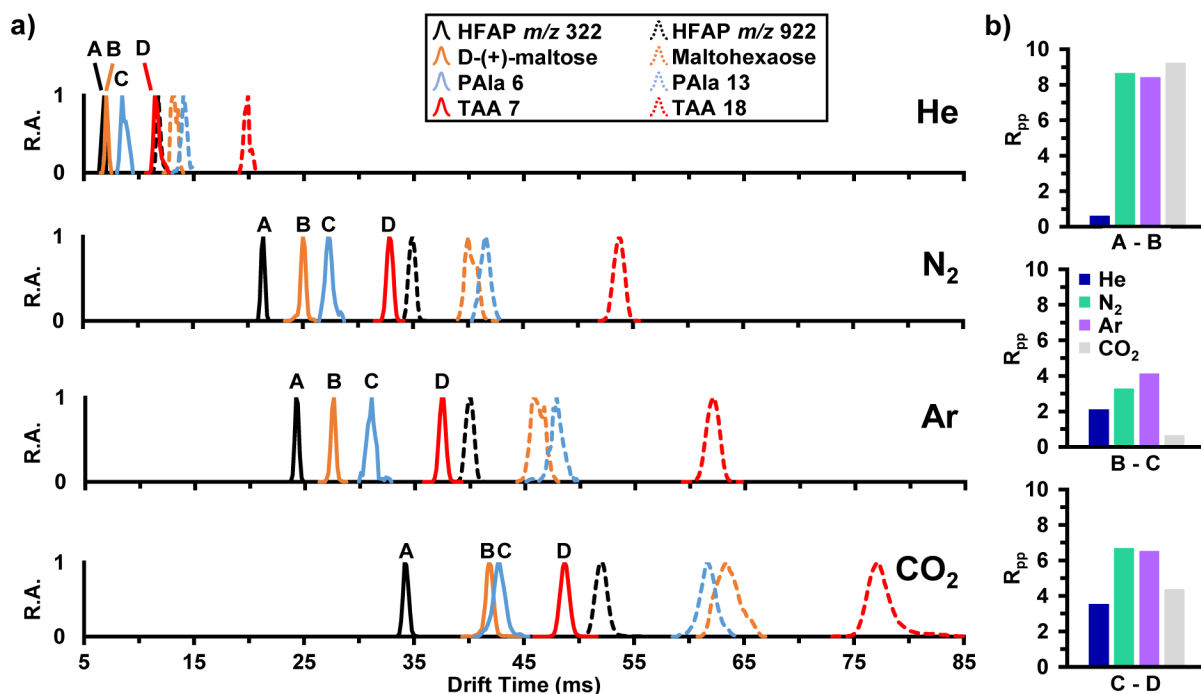 a)
HFAP m/z 322 HFAP m/z 922
D-(+)-maltose Maltohexaose
PAla 6 PAla 13
TAA 7 TAA 18
A B D
C
R.A.
1
0
He
A B C D
R.A.
1
0
N2
A B C D
R.A.
1
0
Ar
A B C D
R.A.
1
0
CO2
5 15 25 35 45 55 65 75 85
Drift Time (ms)
b)
Rpp
10
8
6
4
2
0
A - B
Rpp
10
8
6
4
2
0
He
N2
Ar
CO2
B - C
Rpp
10
8
6
4
2
0
C - D